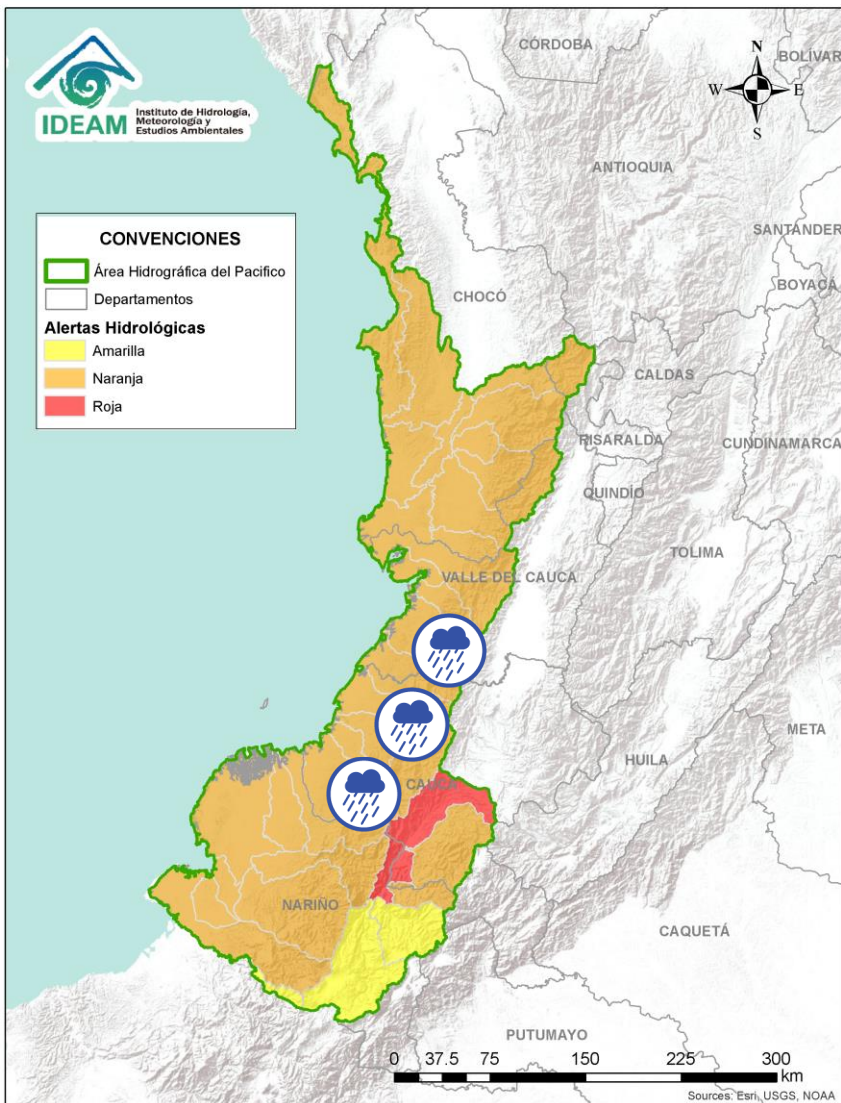 IDEAM
Instituto de Hidrología,
Meteorología y
Estudios Ambientales
CÓRDOBA
BOLÍVAR
N
W
E
S
ANTIOQUIA
SANTANDER
BOYACÁ
CONVENCIONES
Área Hidrográfica del Pacifico
Departamentos
Alertas Hidrológicas
Amarilla
Naranja
Roja
CHOCÓ
CALDAS
RISARALDA
CUNDINAMARCA
QUINDÍO
TOLIMA
VALLE DEL CAUCA
META
HUILA
CAUCA
NARIÑO
CAQUETÁ
PUTUMAYO
0 37.5 75 150 225 300
km
Sources: Esri, USGS, NOAA